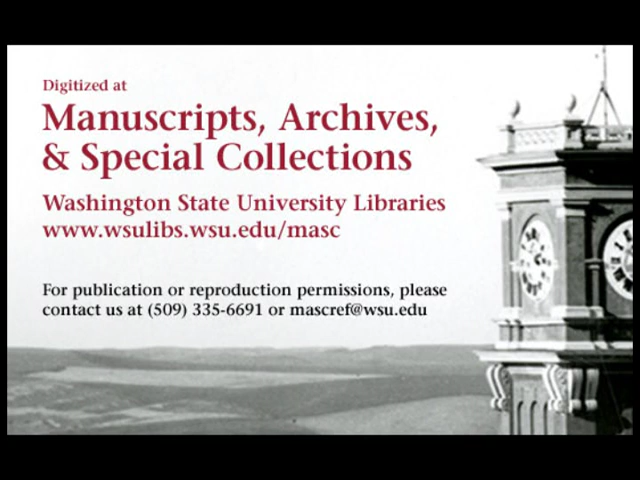 Digitized at
Manuscripts, Archives,
& Special Collections
Washington State University Libraries
www.wsulibs.wsu.edu/masc
For publication or reproduction permissions, please
contact us at (509) 335-6691 or mascref@wsu.edu